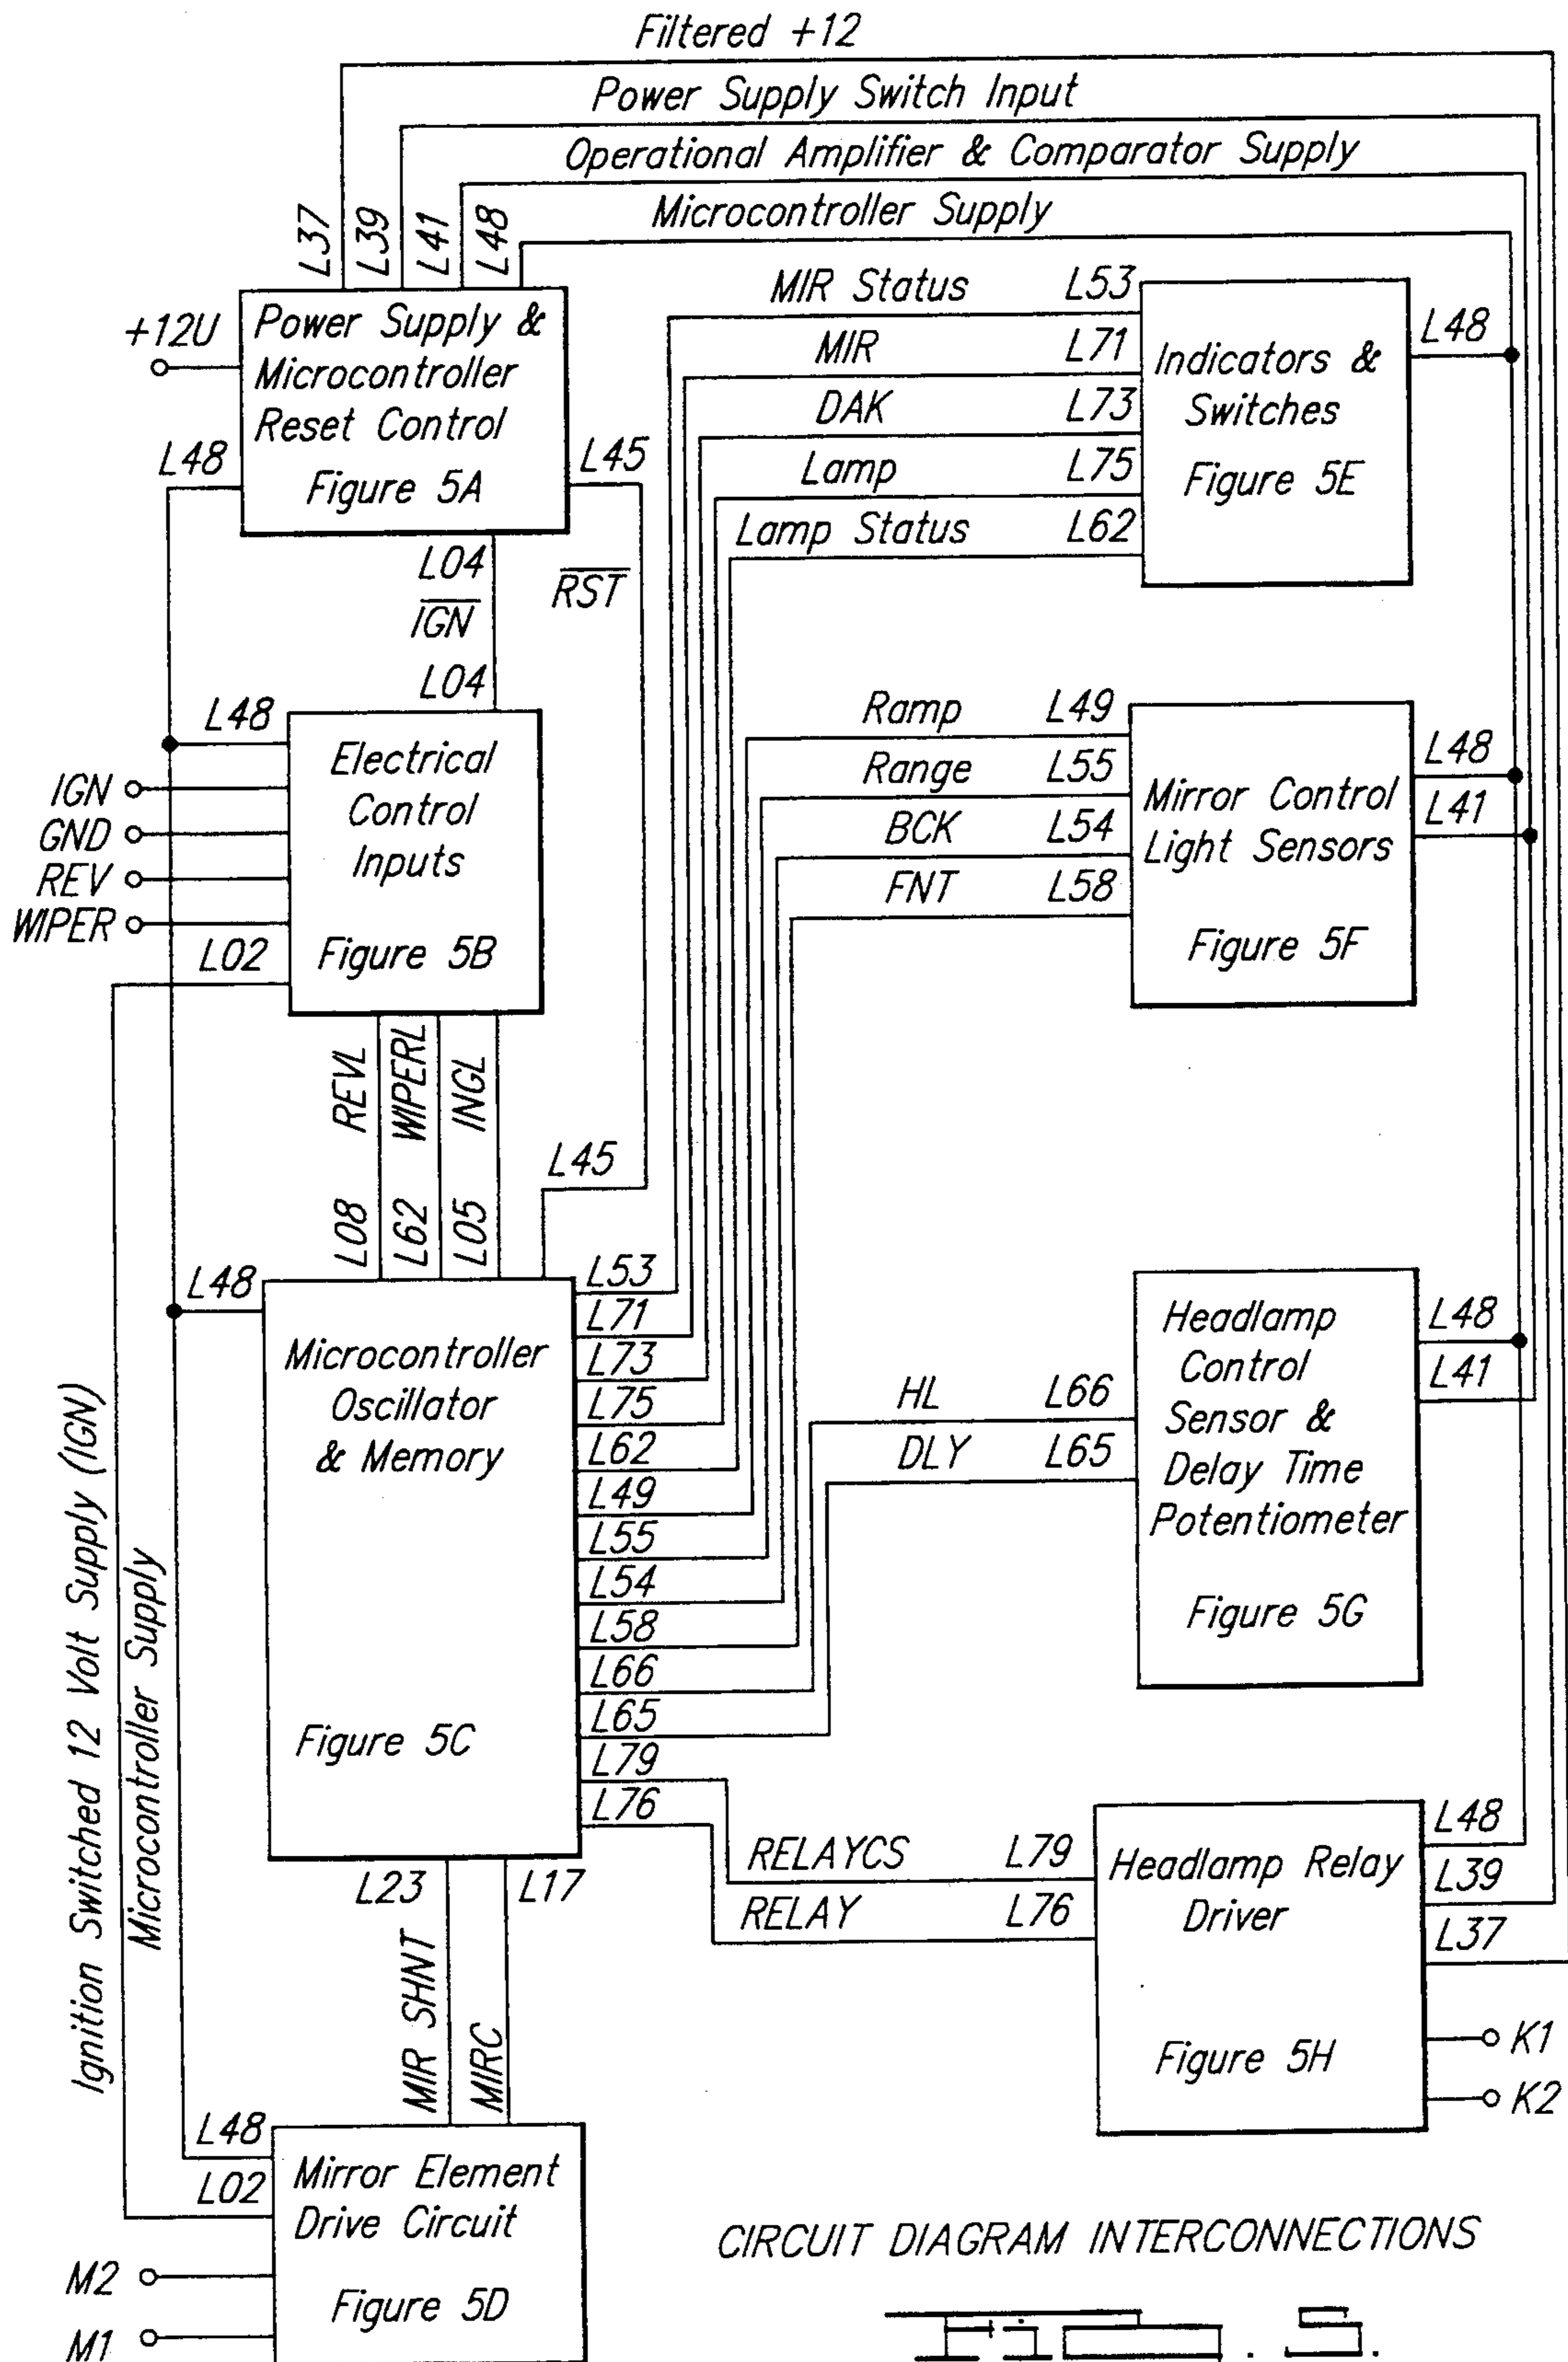 Filtered +12
Power Supply Switch Input
Operational Amplifier & Comparator Supply
Microcontroller Supply
L37
L39
L41
L48
+12U
Power Supply &
Microcontroller
Reset Control
Figure 5A
L48
L45
L04
IGN
RST
L04
MIR Status L53
MIR L71
DAK L73
Lamp L75
Lamp Status L62
Indicators &
Switches
Figure 5E
L48
L48
IGN
GND
REV
WIPER
L02
Electrical
Control
Inputs
Figure 5B
Ramp L49
Range L55
BCK L54
FNT L58
Mirror Control
Light Sensors
Figure 5F
L48
L41
REVL
WIPERL
INGL
L08
L62
L05
L45
L48
Microcontroller
Oscillator
& Memory
Figure 5C
L53
L71
L73
L75
L62
L49
L55
L54
L58
L66
L65
L79
L76
HL L66
DLY L65
Headlamp
Control
Sensor &
Delay Time
Potentiometer
Figure 5G
L48
L41
Ignition Switched 12 Volt Supply (IGN)
Microcontroller Supply
RELAYCS L79
RELAY L76
Headlamp Relay
Driver
Figure 5H
L48
L39
L37
K1
K2
L23
L17
MIR SHNT
MIRC
L48
L02
M2
M1
Mirror Element
Drive Circuit
Figure 5D
CIRCUIT DIAGRAM INTERCONNECTIONS